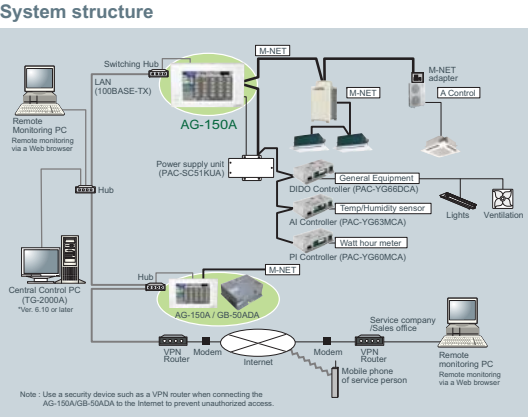 System structure
Switching Hub
LAN
(100BASE-TX)
M-NET
AG-150A
M-NET
M-NET
adapter
A Control
Remote
Monitoring PC
Remote monitoring
via a Web browser
Power supply unit
(PAC-SC51KUA)
General Equipment
DIDO Controller (PAC-YG66DCA)
Temp/Humidity sensor
AI Controller (PAC-YG63MCA)
Watt hour meter
PI Controller (PAC-YG60MCA)
Lights
Ventilation
Hub
Central Control PC
(TG-2000A)
*Ver. 6.10 or later
Hub
M-NET
AG-150A / GB-50ADA
VPN
Router
Modem
Internet
Modem
VPN
Router
Service company
/Sales office
Remote
monitoring PC
Remote monitoring
via a Web browser
Mobile phone
of service person
Note : Use a security device such as a VPN router when connecting the
AG-150A/GB-50ADA to the Internet to prevent unauthorized access.